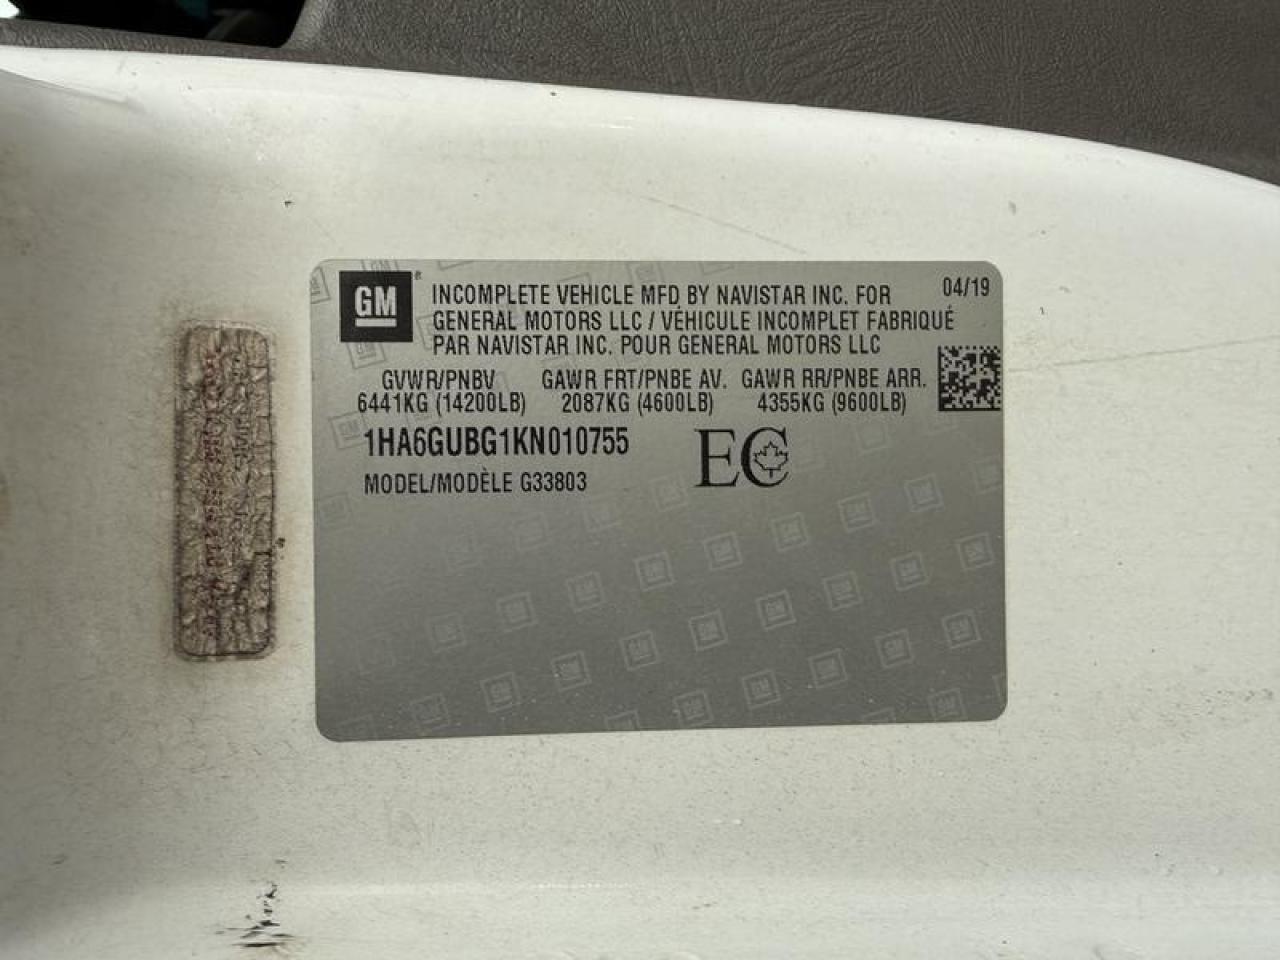 GM
INCOMPLETE VEHICLE MFD BY NAVISTAR INC. FOR
04/19
GENERAL MOTORS LLC / VÉHICULE INCOMPLET FABRIQUÉ
PAR NAVISTAR INC. POUR GENERAL MOTORS LLC
GVWR/PNBV GAWR FRT/PNBE AV. GAWR RR/PNBE ARR.
6441KG (14200LB) 2087KG (4600LB) 4355KG (9600LB)
1HA6GUBG1KN010755
EC
MODEL/MODÈLE G33803